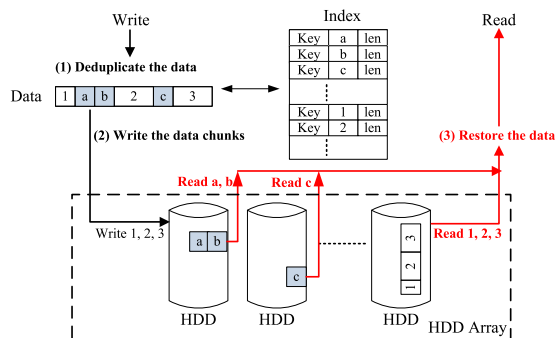 Write
Index
Read
Key a len
Key b len
Key c len
Key 1 len
Key 2 len
(1) Deduplicate the data
Data 1 a b 2 c 3
(2) Write the data chunks
(3) Restore the data
Read a, b
Read c
Write 1, 2, 3
Read 1, 2, 3
a b
c
3
2
1
HDD
HDD
HDD
HDD Array